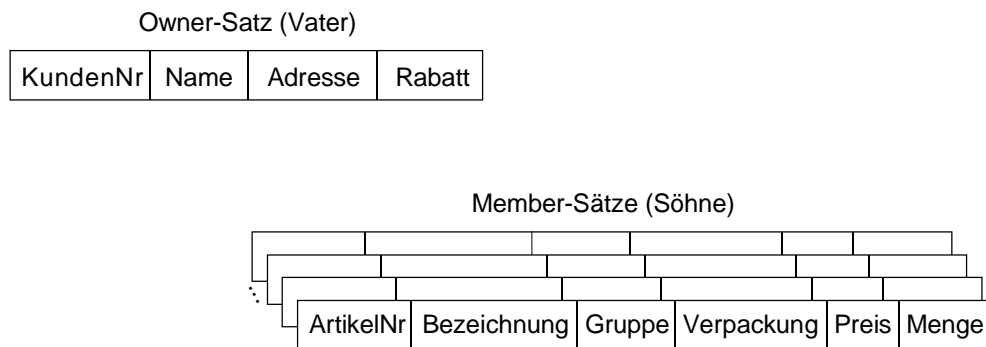 Owner-Satz (Vater)
KundenNr Name Adresse Rabatt
Member-Sätze (Söhne)
ArtikelNr Bezeichnung Gruppe Verpackung Preis Menge